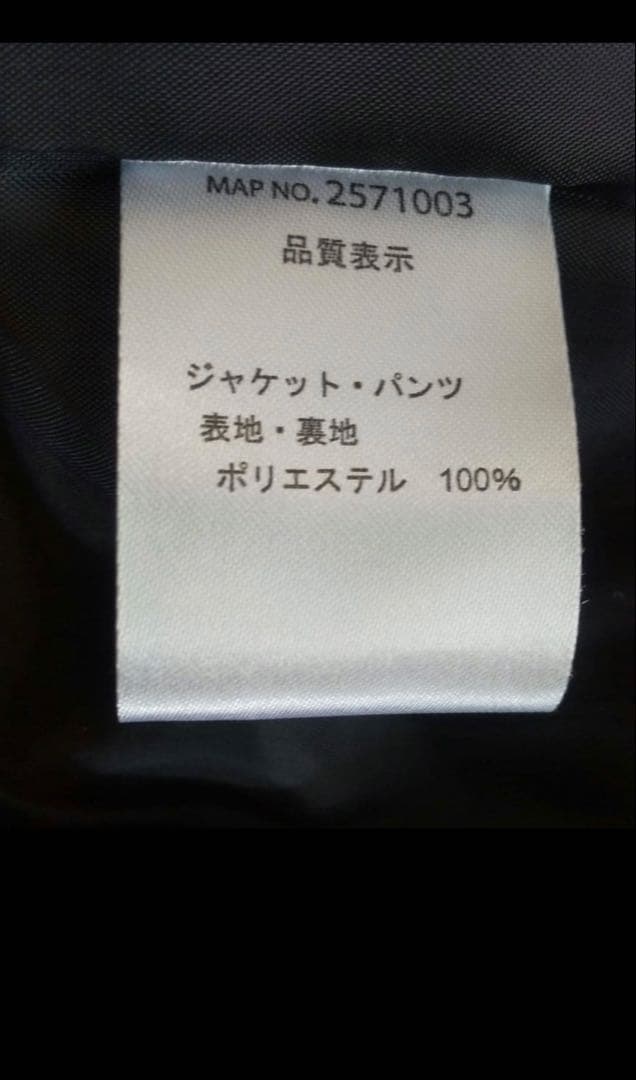 MAP NO. 2571003
品質表示
ジャケット・パンツ
表地・裏地
ポリエステル 100%